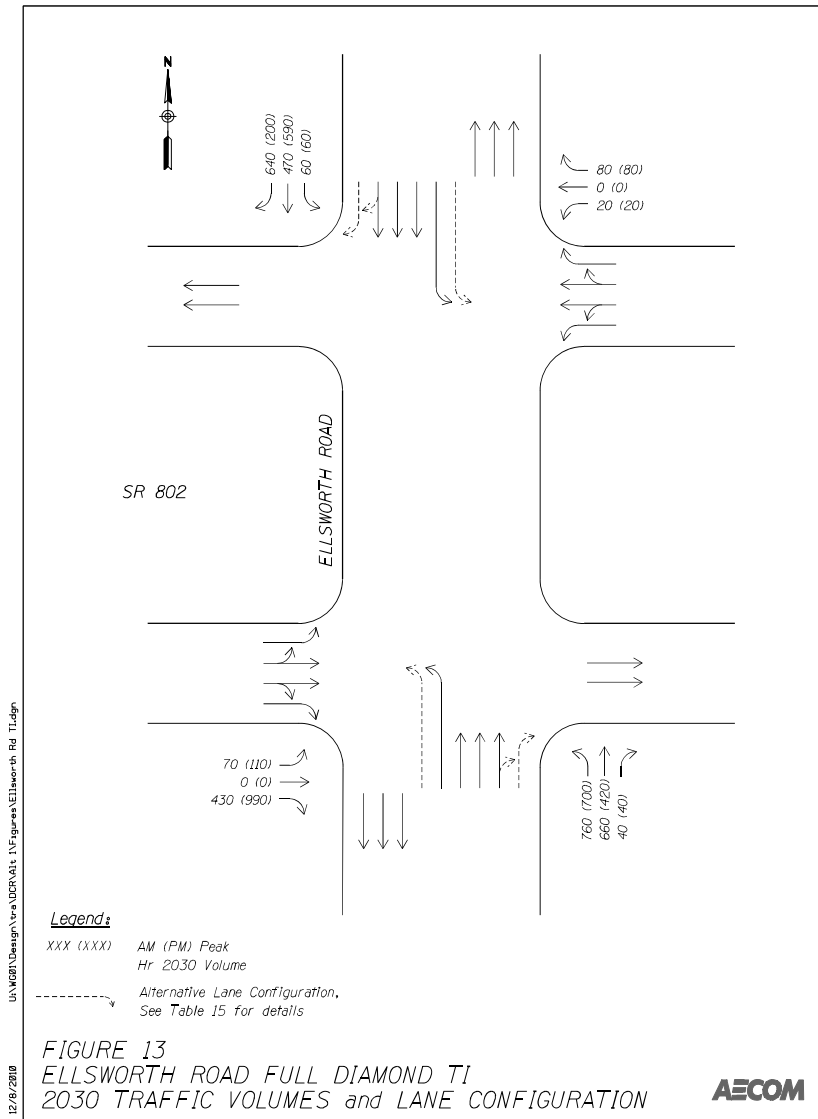 N
640 (200)
470 (590)
60 (60)
80 (80)
0 (0)
20 (20)
SR 802
ELLSWORTH ROAD
70 (110)
0 (0)
430 (990)
760 (700)
660 (420)
40 (40)
Legend:
XXX (XXX) AM (PM) Peak
Hr 2030 Volume
Alternative Lane Configuration,
See Table 15 for details
FIGURE 13
ELLSWORTH ROAD FULL DIAMOND TI
2030 TRAFFIC VOLUMES and LANE CONFIGURATION
AECOM
12/8/2010
U:\WG01\Design\tra\DCR\Alt 1\Figures\Ellsworth Rd TI.dgn